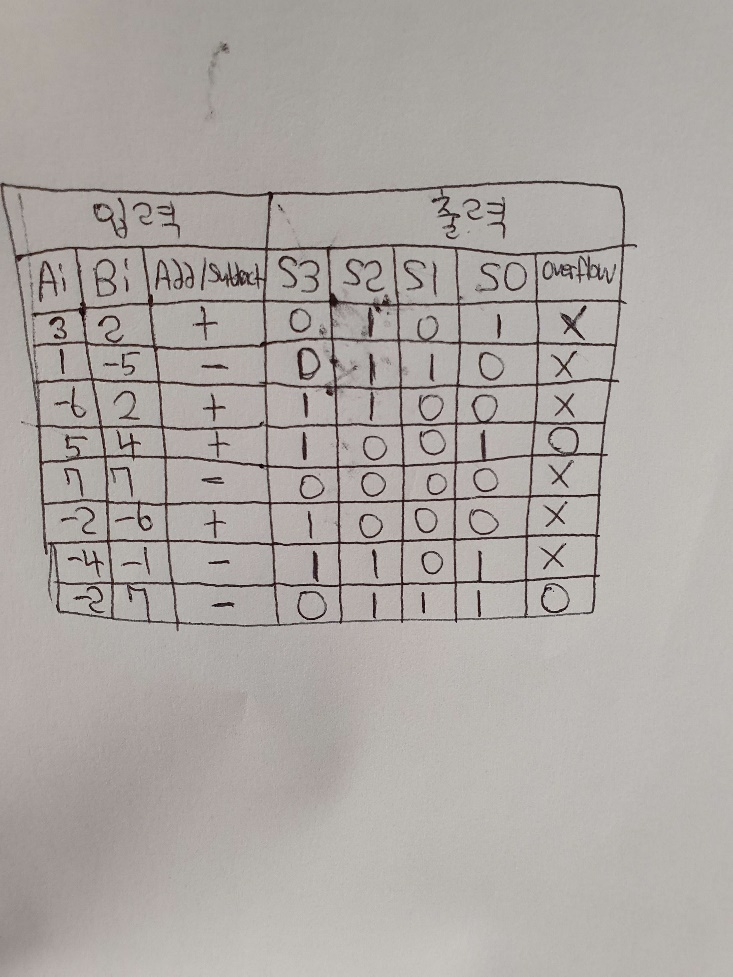 입력 출력
Ai Bi Add/Subtract S3 S2 S1 S0 overflow
3 2 + 0 1 0 1 X
1 -5 - 0 1 1 0 X
-6 2 + 1 1 0 0 X
5 4 + 1 0 0 1 O
7 7 - 0 0 0 0 X
-2 -6 + 1 0 0 0 X
-4 -1 - 1 1 0 1 X
-2 7 - 0 1 1 1 O